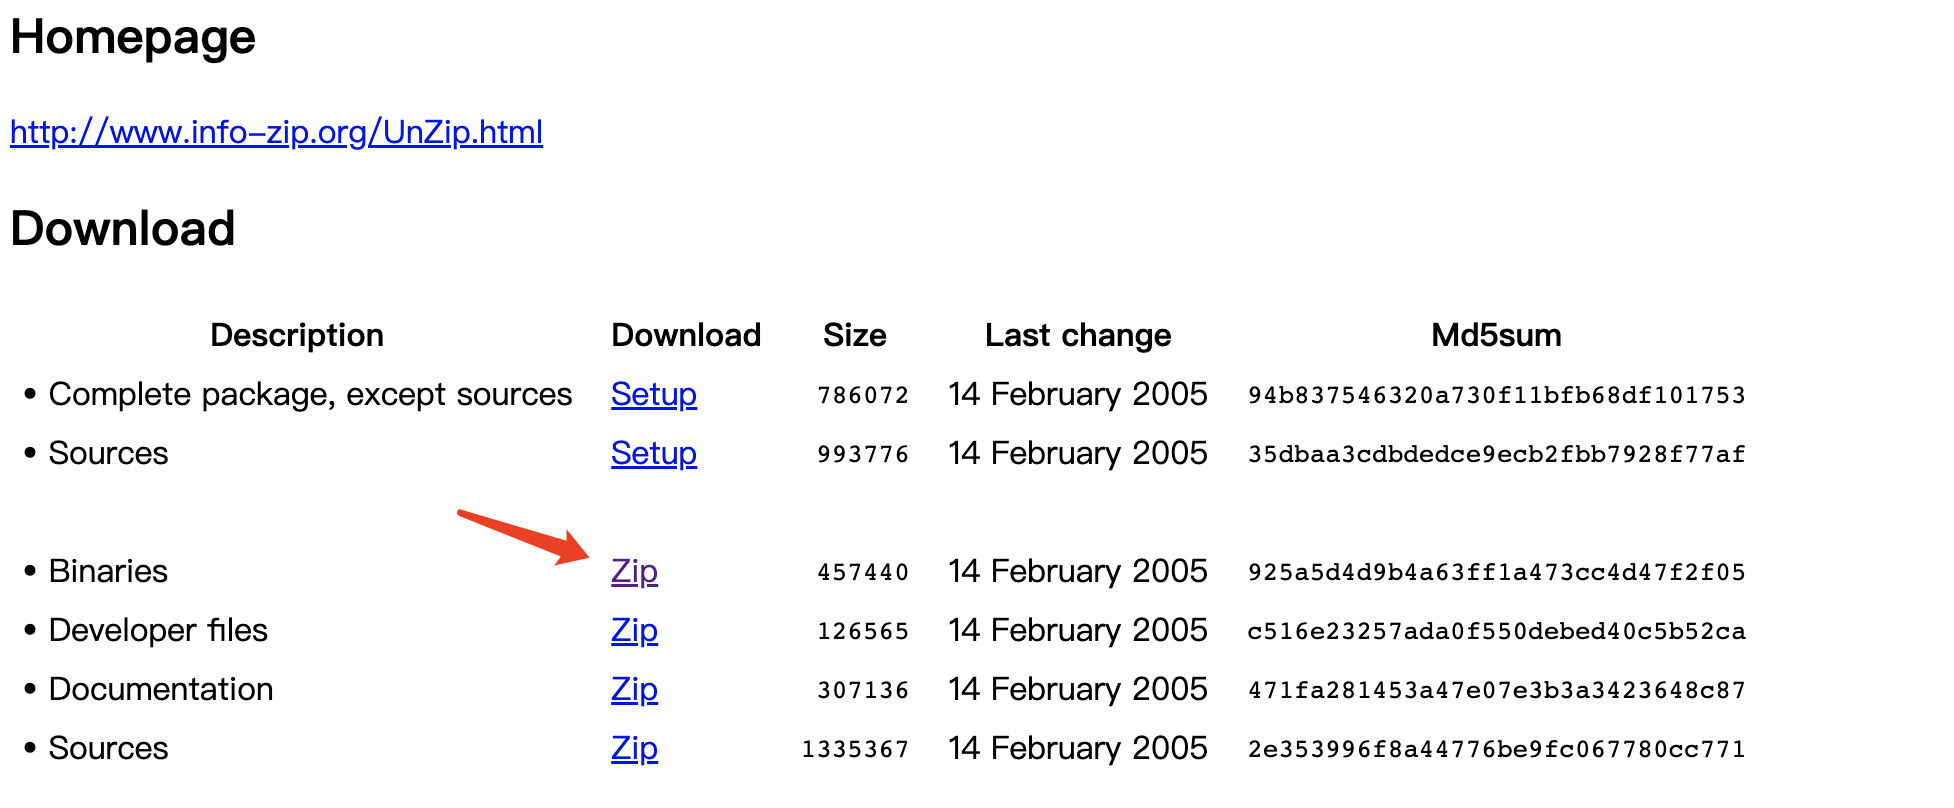 Homepage
http://www.info-zip.org/UnZip.html
Download
Description Download Size Last change Md5sum
• Complete package, except sources Setup 786072 14 February 2005 94b837546320a730f11bfb68df101753
• Sources Setup 993776 14 February 2005 35dbaa3cdbdedce9ecb2fbb7928f77af
• Binaries Zip 457440 14 February 2005 925a5d4d9b4a63ff1a473cc4d47f2f05
• Developer files Zip 126565 14 February 2005 c516e23257ada0f550debed40c5b52ca
• Documentation Zip 307136 14 February 2005 471fa281453a47e07e3b3a3423648c87
• Sources Zip 1335367 14 February 2005 2e353996f8a44776be9fc067780cc771